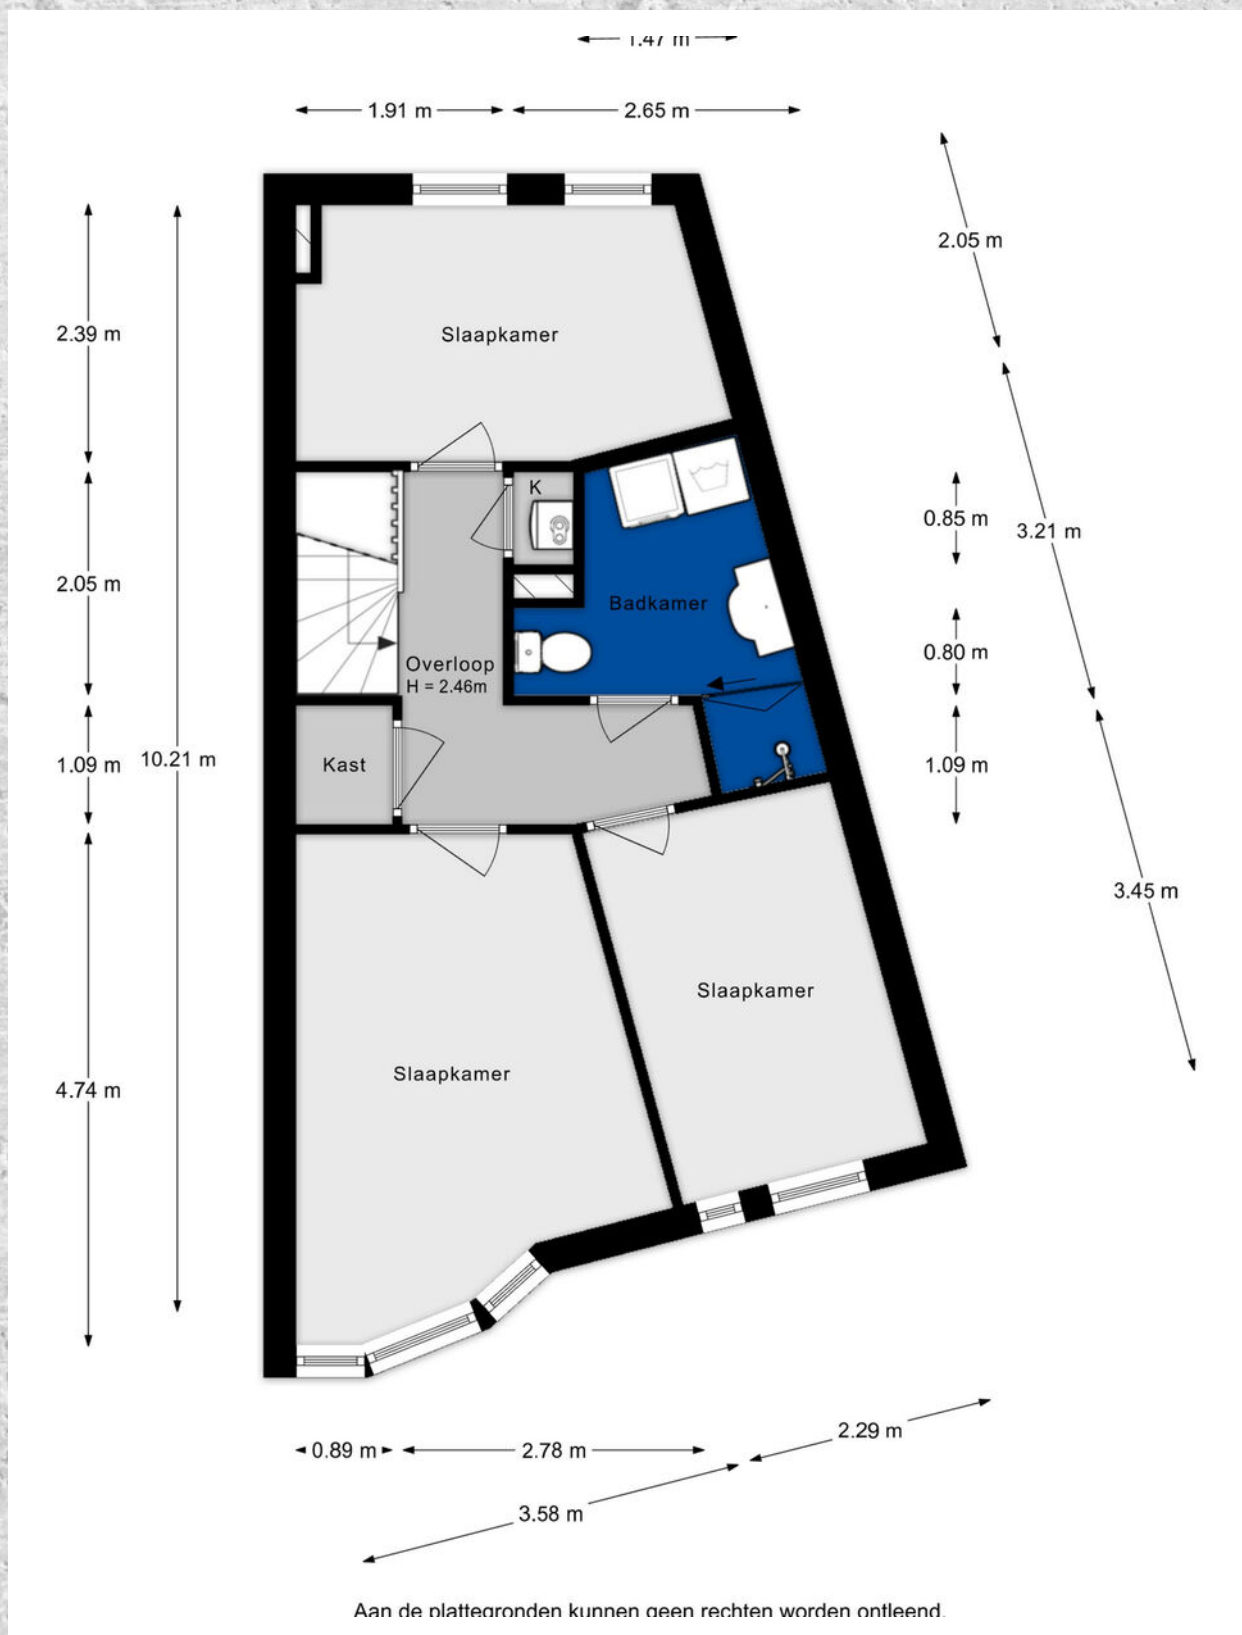 1.47 m
1.91 m
2.65 m
2.05 m
2.39 m
Slaapkamer
K
0.85 m
3.21 m
2.05 m
Badkamer
0.80 m
Overloop
H = 2.46m
1.09 m
10.21 m
Kast
1.09 m
3.45 m
Slaapkamer
Slaapkamer
4.74 m
2.29 m
0.89 m
2.78 m
3.58 m
Aan de plattegronden kunnen geen rechten worden ontleend.